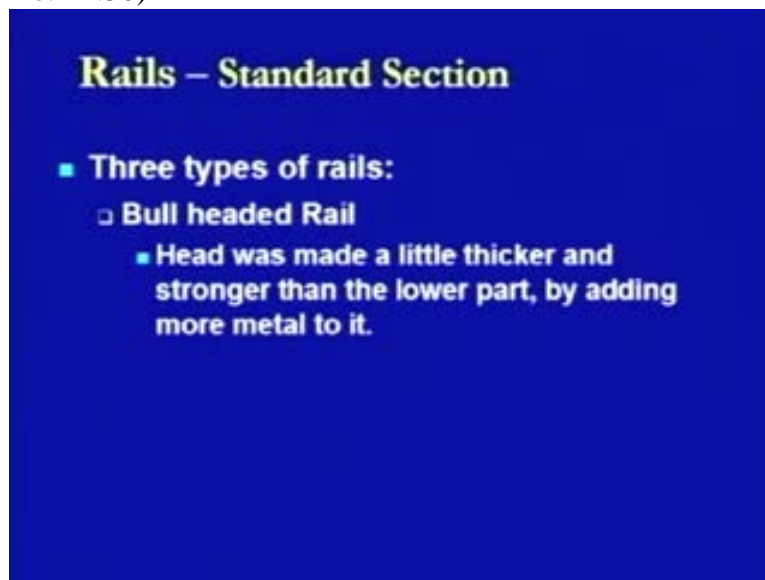 Rails – Standard Section
Three types of rails:
Bull headed Rail
Head was made a little thicker and
stronger than the lower part, by adding
more metal to it.